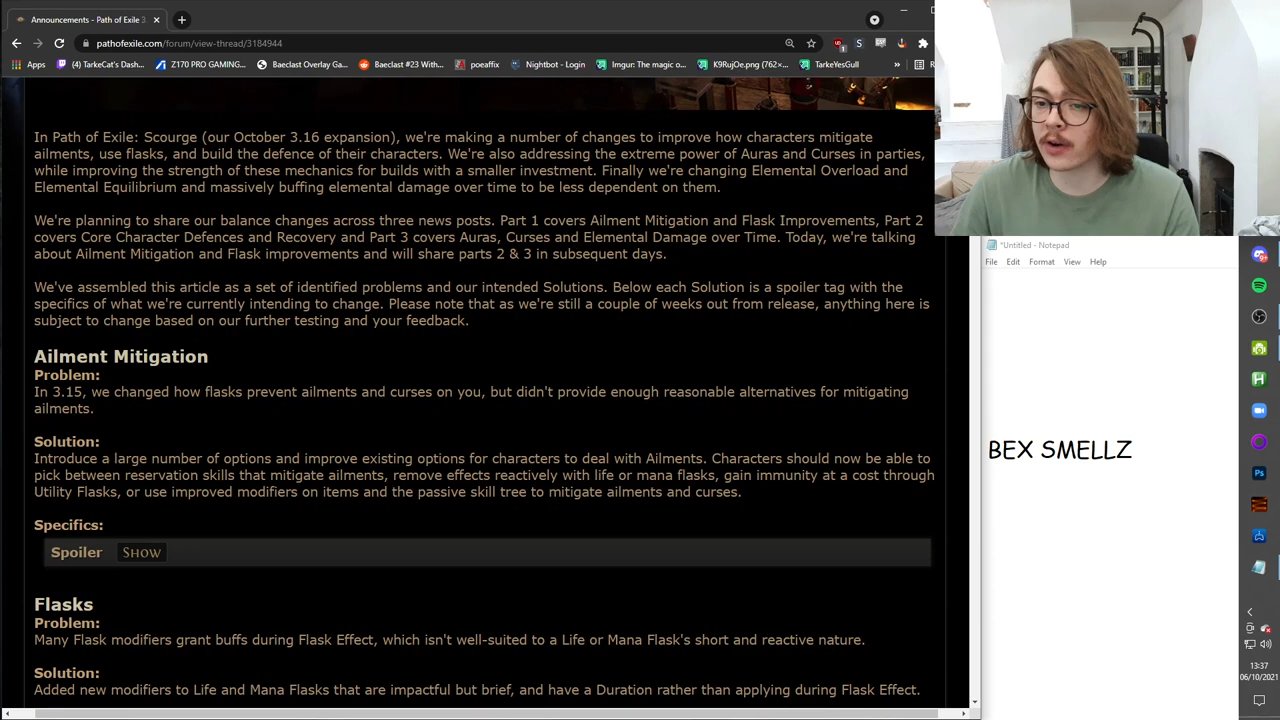 Announcements - Path of Exile 3
pathofexile.com/forum/view-thread/3184944
Apps (4) TarkeCat's Dash... Z170 PRO GAMING... Baeclast Overlay Ga... Baeclast #23 With... poeaffix Nightbot - Login Imgur: The magic o... K9RujOe.png (762×... TarkeYesGull »
In Path of Exile: Scourge (our October 3.16 expansion), we're making a number of changes to improve how characters mitigate
ailments, use flasks, and build the defence of their characters. We're also addressing the extreme power of Auras and Curses in parties,
while improving the strength of these mechanics for builds with a smaller investment. Finally we're changing Elemental Overload and
Elemental Equilibrium and massively buffing elemental damage over time to be less dependent on them.
We're planning to share our balance changes across three news posts. Part 1 covers Ailment Mitigation and Flask Improvements, Part 2
covers Core Character Defences and Recovery and Part 3 covers Auras, Curses and Elemental Damage over Time. Today, we're talking
about Ailment Mitigation and Flask improvements and will share parts 2 & 3 in subsequent days.
We've assembled this article as a set of identified problems and our intended Solutions. Below each Solution is a spoiler tag with the
specifics of what we're currently intending to change. Please note that as we're still a couple of weeks out from release, anything here is
subject to change based on our further testing and your feedback.
Ailment Mitigation
Problem:
In 3.15, we changed how flasks prevent ailments and curses on you, but didn't provide enough reasonable alternatives for mitigating
ailments.
Solution:
Introduce a large number of options and improve existing options for characters to deal with Ailments. Characters should now be able to
pick between reservation skills that mitigate ailments, remove effects reactively with life or mana flasks, gain immunity at a cost through
Utility Flasks, or use improved modifiers on items and the passive skill tree to mitigate ailments and curses.
Specifics:
Spoiler Show
Flasks
Problem:
Many Flask modifiers grant buffs during Flask Effect, which isn't well-suited to a Life or Mana Flask's short and reactive nature.
Solution:
Added new modifiers to Life and Mana Flasks that are impactful but brief, and have a Duration rather than applying during Flask Effect.
*Untitled - Notepad
File Edit Format View Help
BEX SMELLZ
13:37
06/10/2021